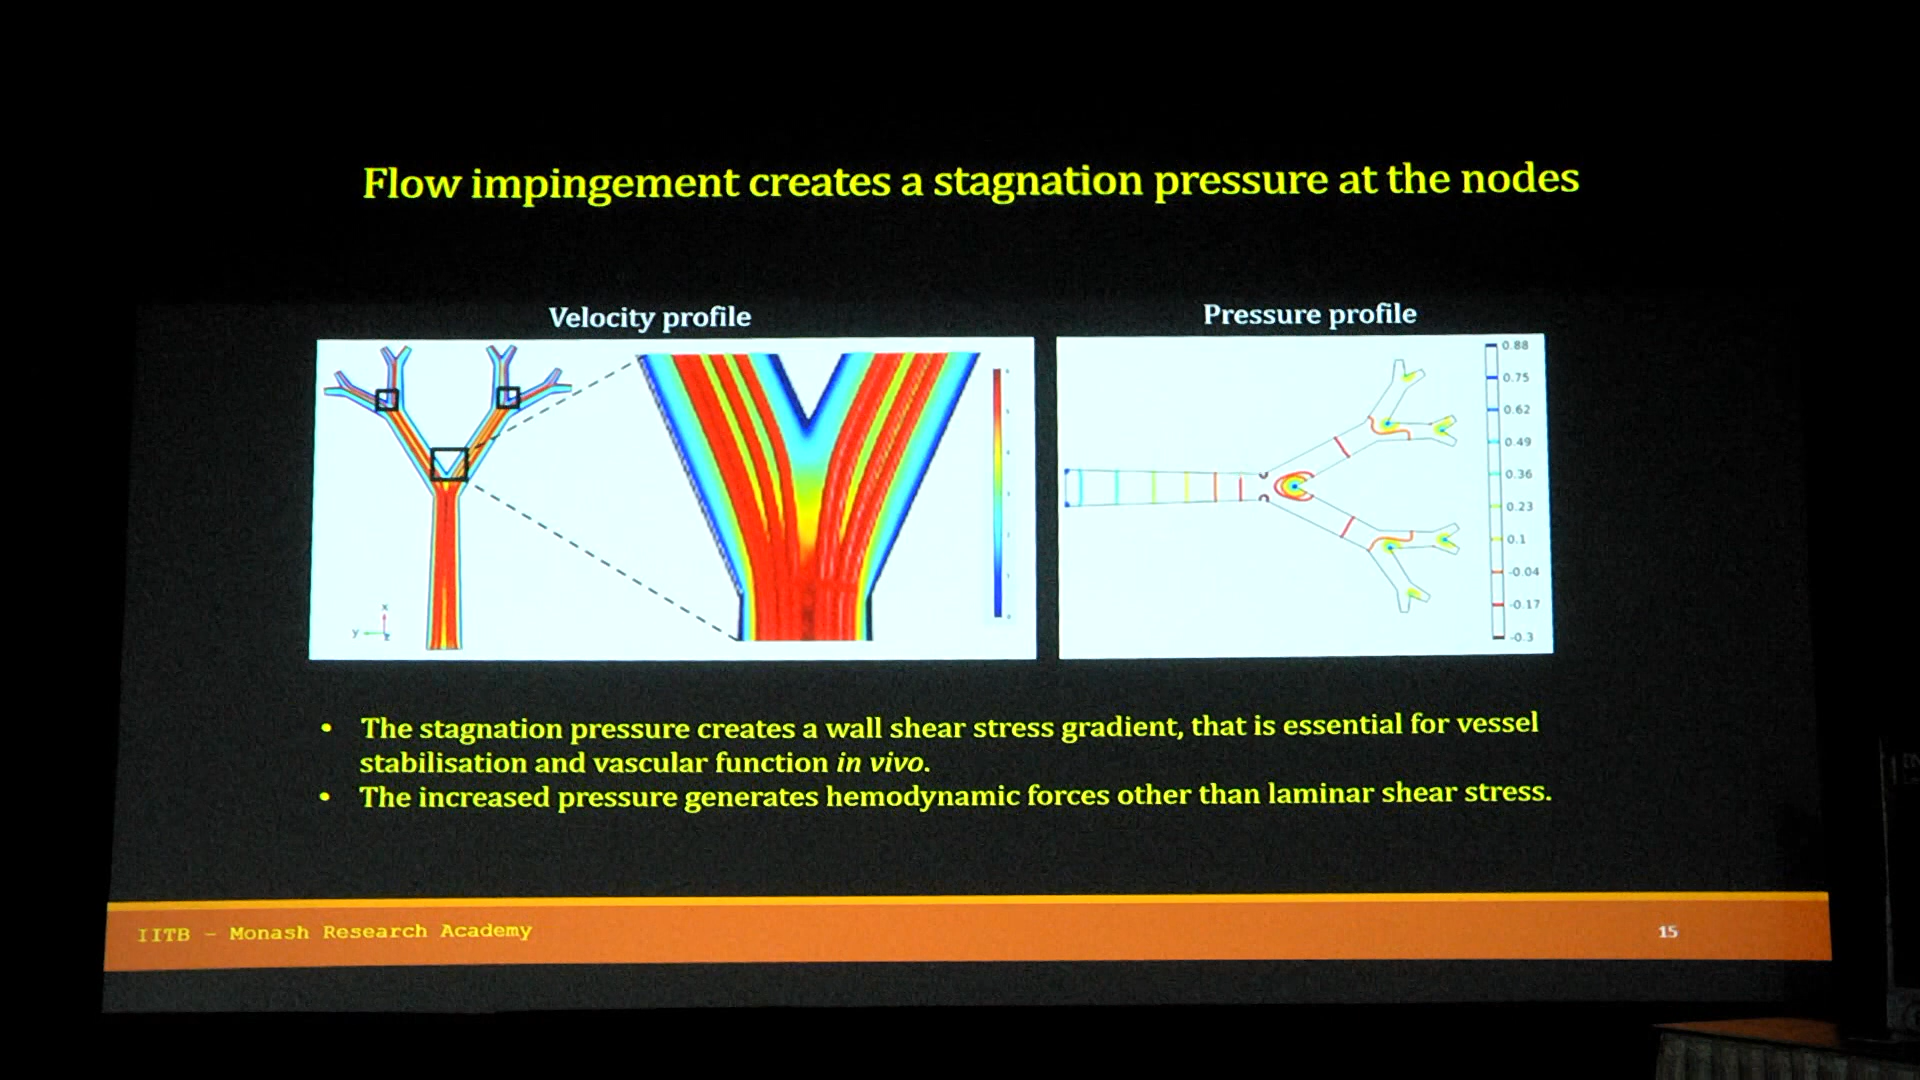 Flow impingement creates a stagnation pressure at the nodes
Velocity profile
Pressure profile
x
y
z
0.88
0.75
0.62
0.49
0.36
0.23
0.1
-0.04
-0.17
-0.3
• The stagnation pressure creates a wall shear stress gradient, that is essential for vessel
stabilisation and vascular function in vivo.
• The increased pressure generates hemodynamic forces other than laminar shear stress.
IITB – Monash Research Academy
15